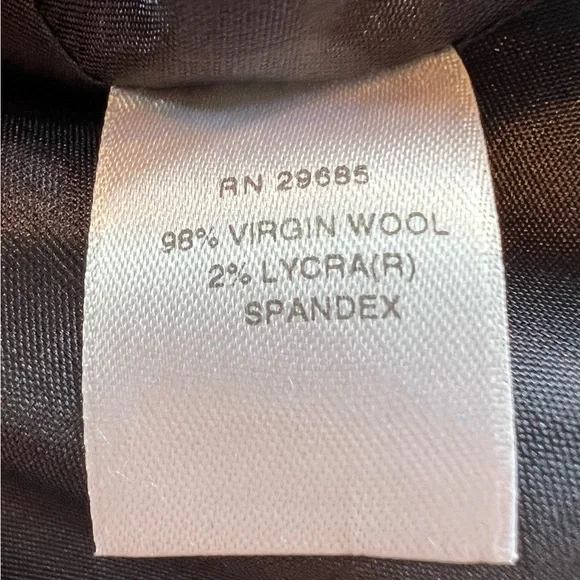 RN 29685
98% VIRGIN WOOL
2% LYCRA(R)
SPANDEX